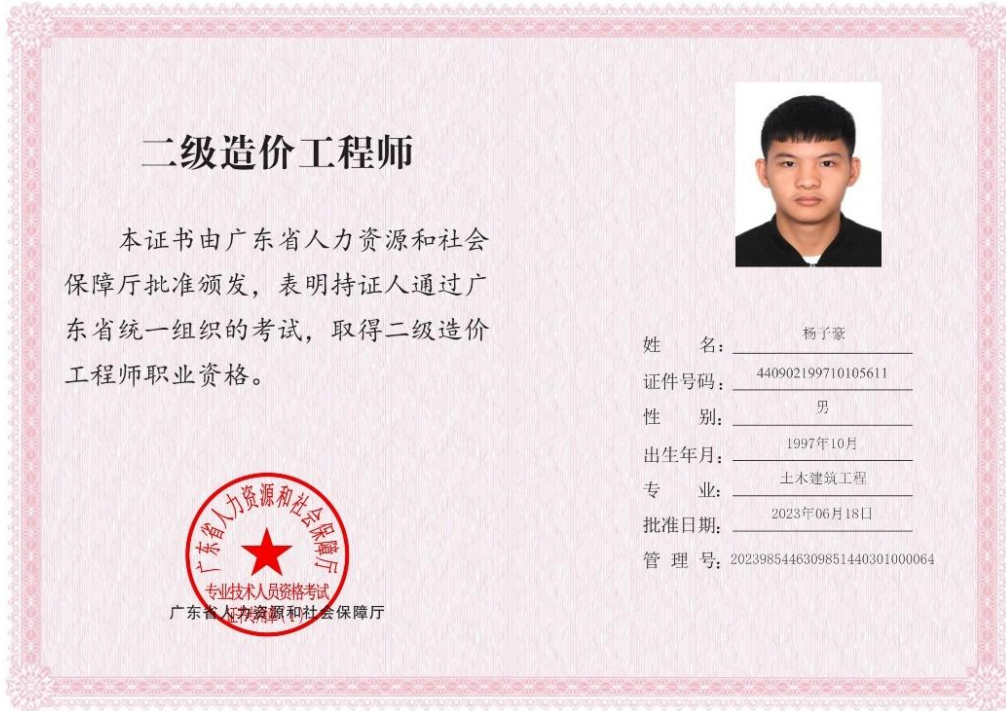 二级造价工程师
本证书由广东省人力资源和社会
保障厅批准颁发，表明持证人通过广
东省统一组织的考试，取得二级造价
工程师职业资格。
姓 名：杨子豪
证件号码：440902199710105611
性 别：男
出生年月：1997年10月
专 业：土木建筑工程
批准日期：2023年06月18日
管 理 号：2023985446309851440301000064
广东省人力资源和社会保障厅
专业技术人员资格考试
广东省人力资源和社会保障厅